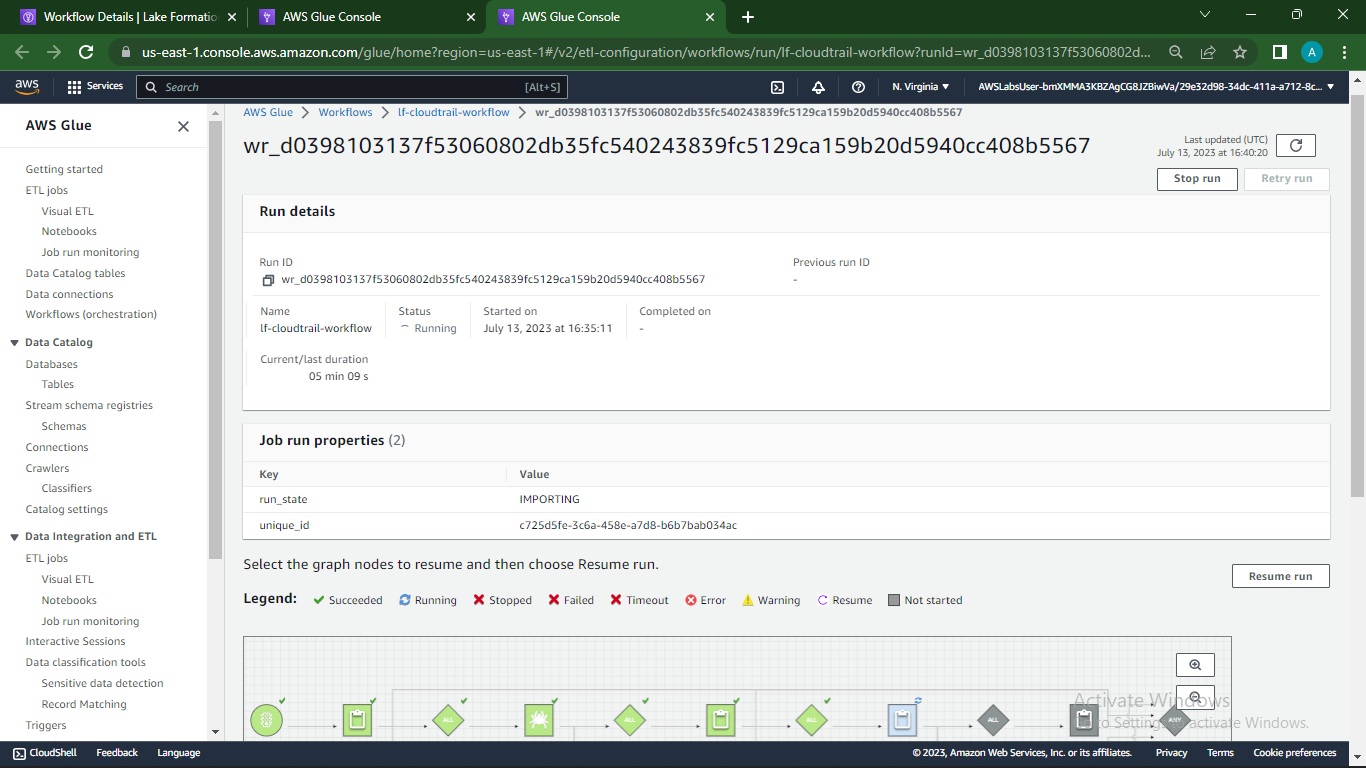 Workflow Details | Lake Formatio
AWS Glue Console
AWS Glue Console
us-east-1.console.aws.amazon.com/glue/home?region=us-east-1#/v2/etl-configuration/workflows/run/lf-cloudtrail-workflow?runId=wr_d0398103137f53060802d...
A
aws
Services
Search
[Alt+S]
N. Virginia
AWSLabsUser-bmXMMA3KBZAgCG8JZBiwVa/29e32d98-34dc-411a-a712-8c...
AWS Glue
Getting started
ETL jobs
Visual ETL
Notebooks
Job run monitoring
Data Catalog tables
Data connections
Workflows (orchestration)
Data Catalog
Databases
Tables
Stream schema registries
Schemas
Connections
Crawlers
Classifiers
Catalog settings
Data Integration and ETL
ETL jobs
Visual ETL
Notebooks
Job run monitoring
Interactive Sessions
Data classification tools
Sensitive data detection
Record Matching
Triggers
AWS Glue > Workflows > lf-cloudtrail-workflow > wr_d0398103137f53060802db35fc540243839fc5129ca159b20d5940cc408b5567
wr_d0398103137f53060802db35fc540243839fc5129ca159b20d5940cc408b5567
Last updated (UTC)
July 13, 2023 at 16:40:20
Stop run
Retry run
Run details
Run ID
wr_d0398103137f53060802db35fc540243839fc5129ca159b20d5940cc408b5567
Previous run ID
-
Name
lf-cloudtrail-workflow
Status
Running
Started on
July 13, 2023 at 16:35:11
Completed on
-
Current/last duration
05 min 09 s
Job run properties (2)
Key Value
run_state IMPORTING
unique_id c725d5fe-3c6a-458e-a7d8-b6b7bab034ac
Select the graph nodes to resume and then choose Resume run.
Resume run
Legend: Succeeded Running Stopped Failed Timeout Error Warning Resume Not started
ALL ALL ALL ALL ANY
Activate Windows
to Setting activate Windows.
CloudShell Feedback Language
© 2023, Amazon Web Services, Inc. or its affiliates. Privacy Terms Cookie preferences